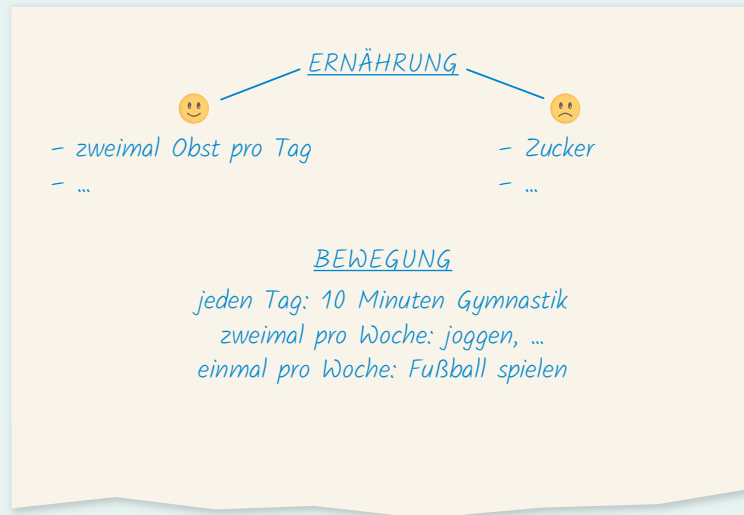 ERNÄHRUNG
- zweimal Obst pro Tag
- ...
- Zucker
- ...
BEWEGUNG
jeden Tag: 10 Minuten Gymnastik
zweimal pro Woche: joggen, ...
einmal pro Woche: Fußball spielen